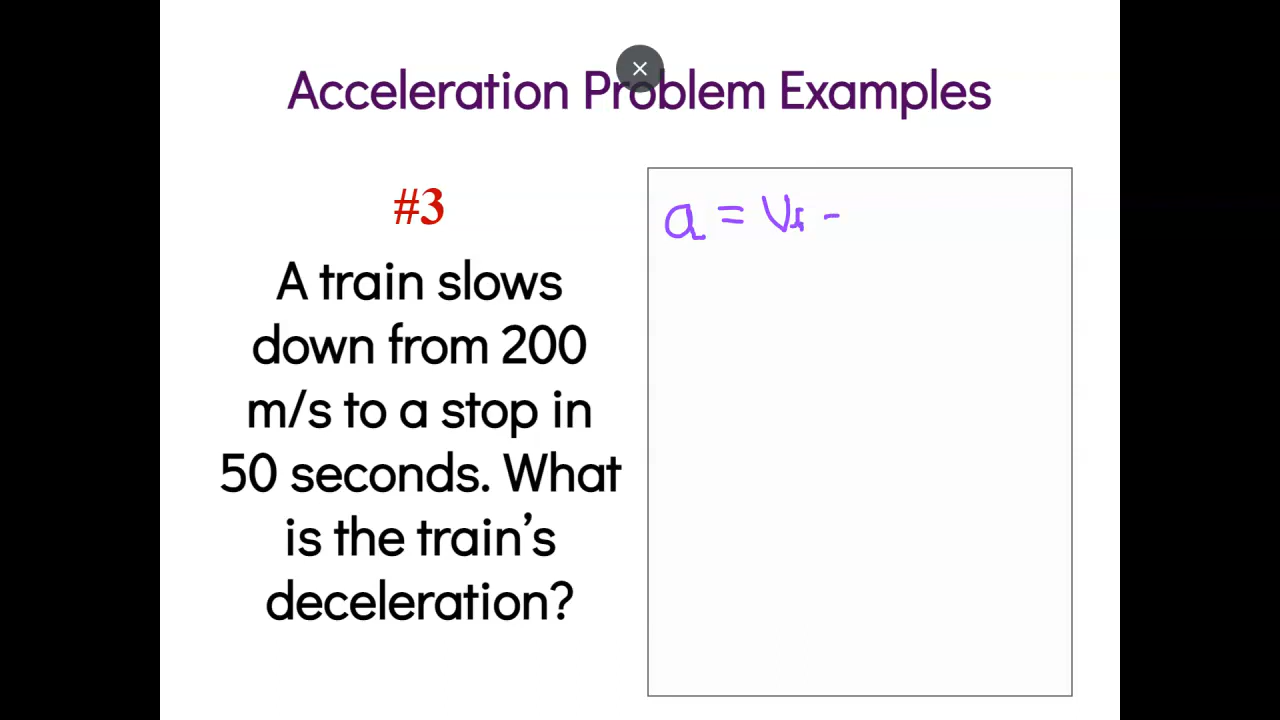 Acceleration Problem Examples
#3
A train slows
down from 200
m/s to a stop in
50 seconds. What
is the train’s
deceleration?
a = Vf -